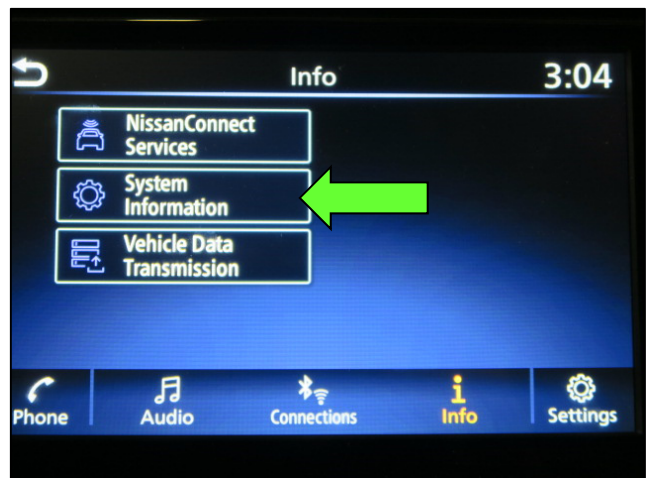 Info
3:04
NissanConnect
Services
System
Information
Vehicle Data
Transmission
Phone
Audio
Connections
i
Info
Settings